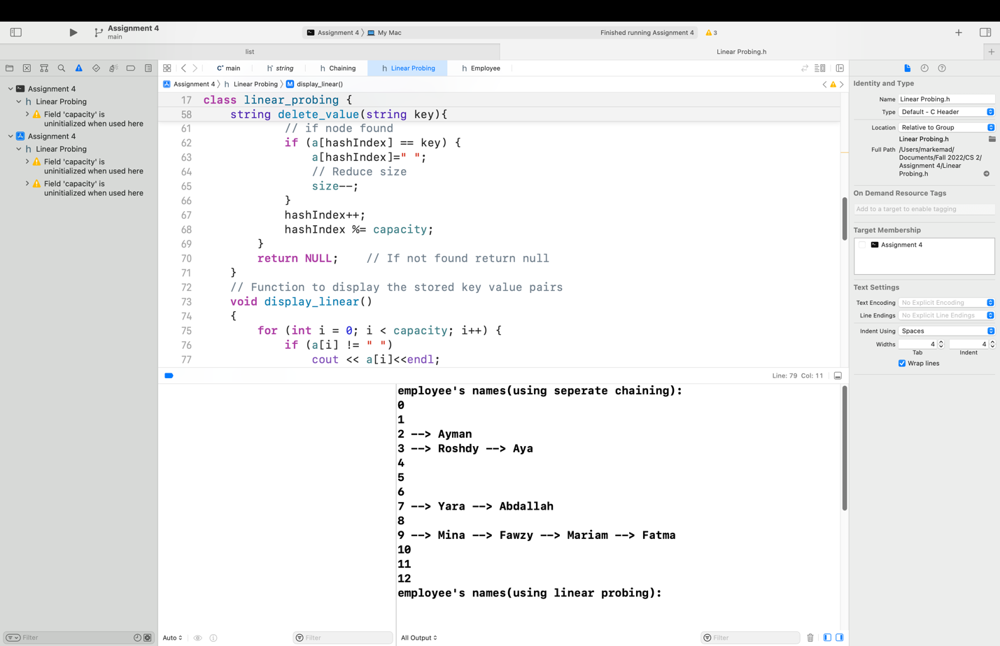 Assignment 4
main
Assignment 4 〉 My Mac
Finished running Assignment 4
3
list
Linear Probing.h
main
string
Chaining
Linear Probing
Employee
Assignment 4 〉 h Linear Probing 〉 M display_linear()
Assignment 4
h Linear Probing
Field 'capacity' is
uninitialized when used here
Assignment 4
h Linear Probing
Field 'capacity' is
uninitialized when used here
Field 'capacity' is
uninitialized when used here
Filter
17 class linear_probing {
58 string delete_value(string key){
61 // if node found
62 if (a[hashIndex] == key) {
63 a[hashIndex]=" ";
64 // Reduce size
65 size--;
66 }
67 hashIndex++;
68 hashIndex %= capacity;
69 }
70 return NULL; // If not found return null
71 }
72 // Function to display the stored key value pairs
73 void display_linear()
74 {
75 for (int i = 0; i < capacity; i++) {
76 if (a[i] != " ")
77 cout << a[i]<<endl;
Line: 79 Col: 11
employee's names(using seperate chaining):
0
1
2 --> Ayman
3 --> Roshdy --> Aya
4
5
6
7 --> Yara --> Abdallah
8
9 --> Mina --> Fawzy --> Mariam --> Fatma
10
11
12
employee's names(using linear probing):
Auto
Filter
All Output
Filter
Identity and Type
Name Linear Probing.h
Type Default - C Header
Location Relative to Group
Linear Probing.h
Full Path /Users/markemad/
Documents/Fall 2022/CS 2/
Assignment 4/Linear
Probing.h
On Demand Resource Tags
Add to a target to enable tagging
Target Membership
Assignment 4
Text Settings
Text Encoding No Explicit Encoding
Line Endings No Explicit Line Endings
Indent Using Spaces
Widths 4 4
Tab Indent
Wrap lines